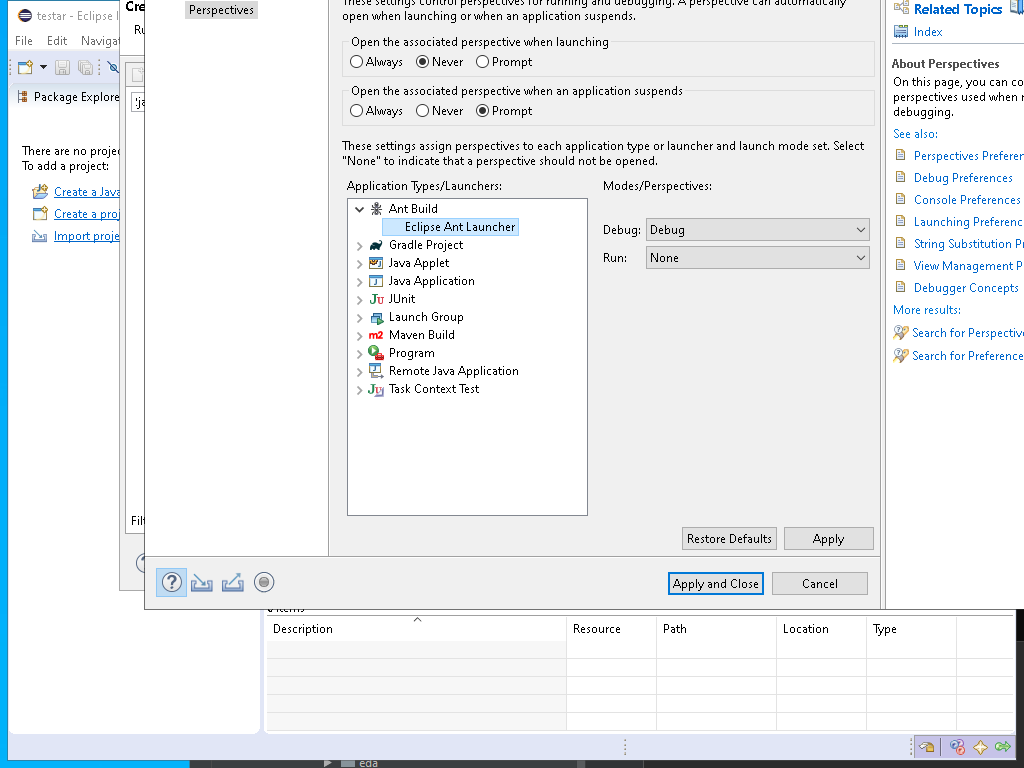 testar - Eclipse I
File Edit Navigat
Package Explore
There are no projec
To add a project:
Create a Java
Create a proj
Import proje
Cre
Ru
Filt
Perspectives
These settings control perspectives for running and debugging. A perspective can automatically
open when launching or when an application suspends.
Open the associated perspective when launching
Always Never Prompt
Open the associated perspective when an application suspends
Always Never Prompt
These settings assign perspectives to each application type or launcher and launch mode set. Select
"None" to indicate that a perspective should not be opened.
Application Types/Launchers:
Modes/Perspectives:
Ant Build
Eclipse Ant Launcher
Gradle Project
Java Applet
Java Application
JUnit
Launch Group
Maven Build
Program
Remote Java Application
Task Context Test
Debug: Debug
Run: None
Restore Defaults Apply
Apply and Close Cancel
Related Topics
Index
About Perspectives
On this page, you can co
perspectives used when r
debugging.
See also:
Perspectives Preferen
Debug Preferences
Console Preferences
Launching Preferenc
String Substitution Pr
View Management P
Debugger Concepts
More results:
Search for Perspective
Search for Preference
0 items
Description Resource Path Location Type
eda